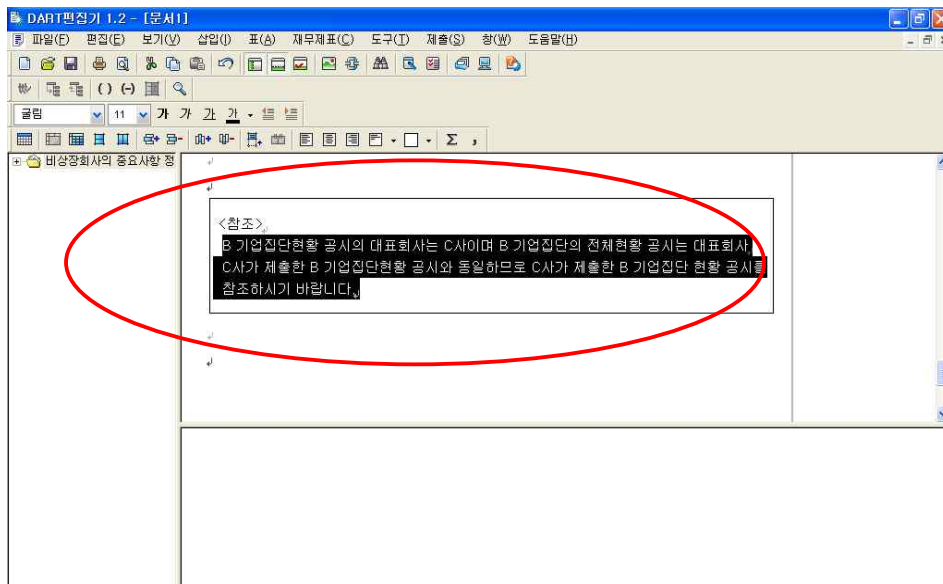 DART편집기 1.2 - [문서1]
파일(F) 편집(E) 보기(V) 삽입(I) 표(A) 재무제표(C) 도구(T) 제출(S) 창(W) 도움말(H)
굴림 11 가 가 가 가
비상장회사의 중요사항 정
<참조>
B 기업집단현황 공시의 대표회사는 C사이며 B 기업집단의 전체현황 공시는 대표회사
C사가 제출한 B 기업집단현황 공시와 동일하므로 C사가 제출한 B 기업집단 현황 공시를
참조하시기 바랍니다